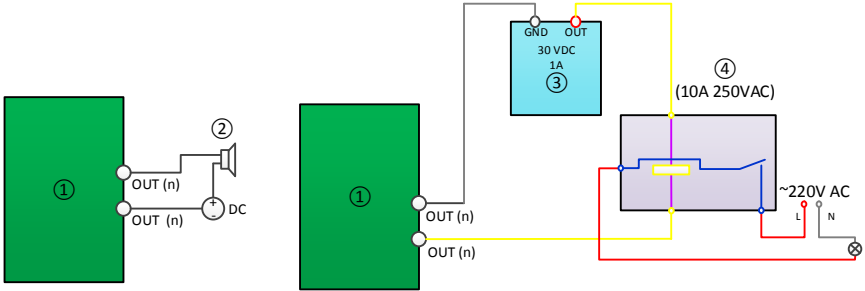 ①
OUT (n)
OUT (n)
②
+
-
DC
①
OUT (n)
OUT (n)
GND OUT
30 VDC
1A
③
④
(10A 250VAC)
~220V AC
L N